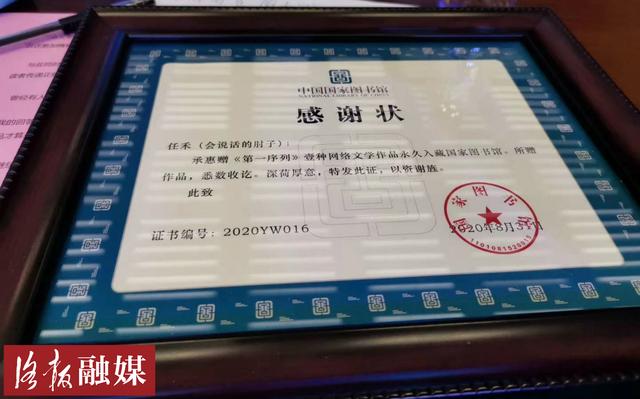 中国国家图书馆
NATIONAL LIBRARY OF CHINA
感谢状
任禾（会说话的肘子）：
承惠赠《第一序列》壹种网络文学作品永久入藏国家图书馆。所赠
作品，悉数收讫。深荷厚意，特发此证，以资谢旌。
此致
证书编号：2020YW016
2020年8月31日
洛报融媒